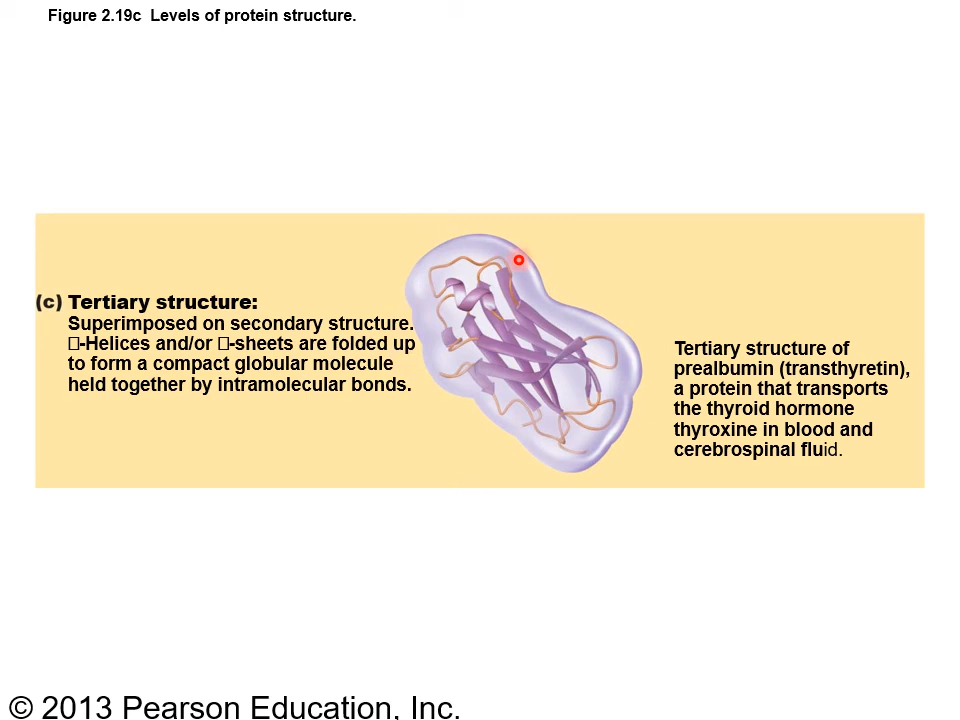 Figure 2.19c Levels of protein structure.
(c) Tertiary structure:
Superimposed on secondary structure.
□-Helices and/or □-sheets are folded up
to form a compact globular molecule
held together by intramolecular bonds.
Tertiary structure of
prealbumin (transthyretin),
a protein that transports
the thyroid hormone
thyroxine in blood and
cerebrospinal fluid.
© 2013 Pearson Education, Inc.